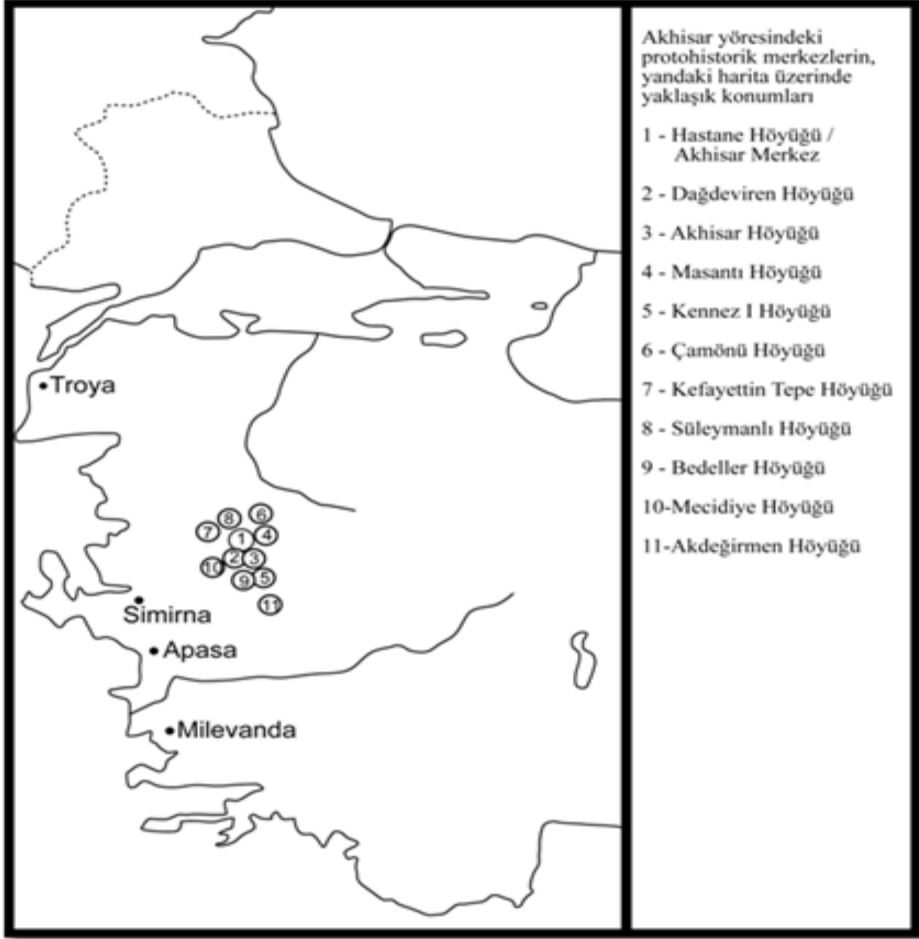 Akhisar yöresindeki
protohistorik merkezlerin,
yandaki harita üzerinde
yaklaşık konumları
1 - Hastane Höyüğü /
Akhisar Merkez
2 - Dağdeviren Höyüğü
3 - Akhisar Höyüğü
4 - Masantı Höyüğü
5 - Kennez I Höyüğü
6 - Çamönü Höyüğü
7 - Kefayettin Tepe Höyüğü
8 - Süleymanlı Höyüğü
9 - Bedeller Höyüğü
10-Mecidiye Höyüğü
11-Akdeğirmen Höyüğü
Troya
8
6
7
1
4
2
3
10
9
5
11
Simirna
Apasa
Milevanda